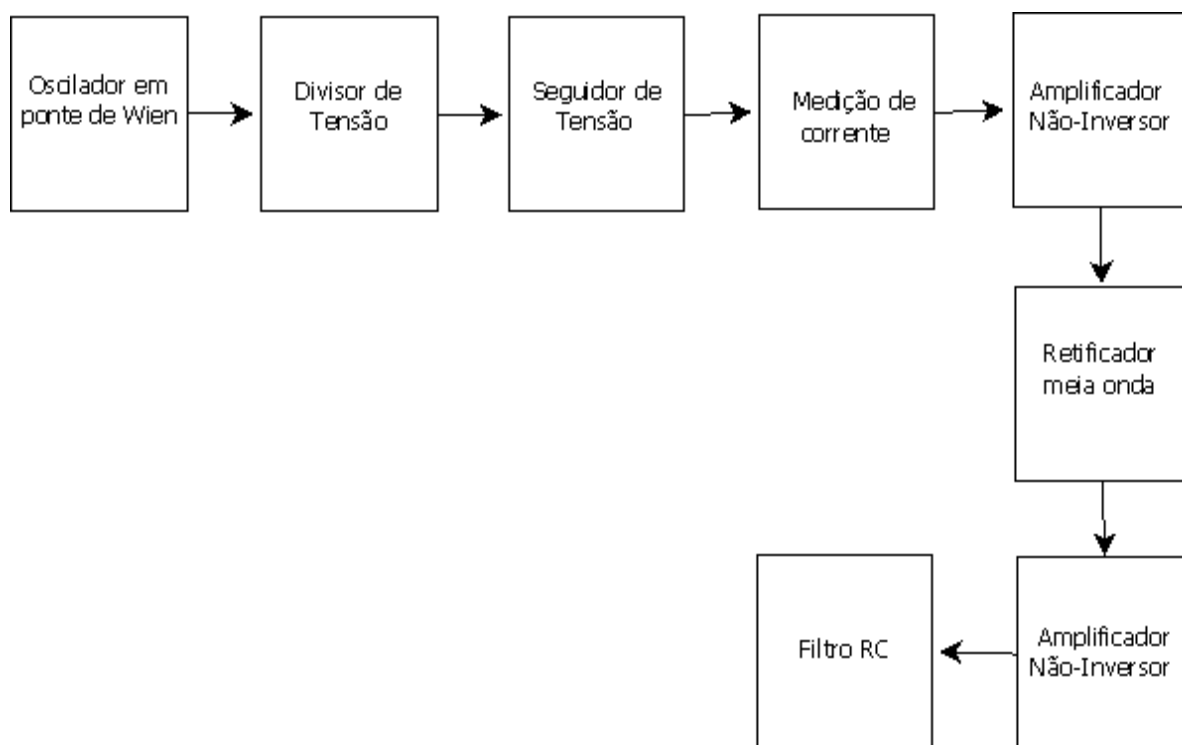 Oscilador em
ponte de Wien
Divisor de
Tensão
Seguidor de
Tensão
Medição de
corrente
Amplificador
Não-Inversor
Retificador
meia onda
Amplificador
Não-Inversor
Filtro RC